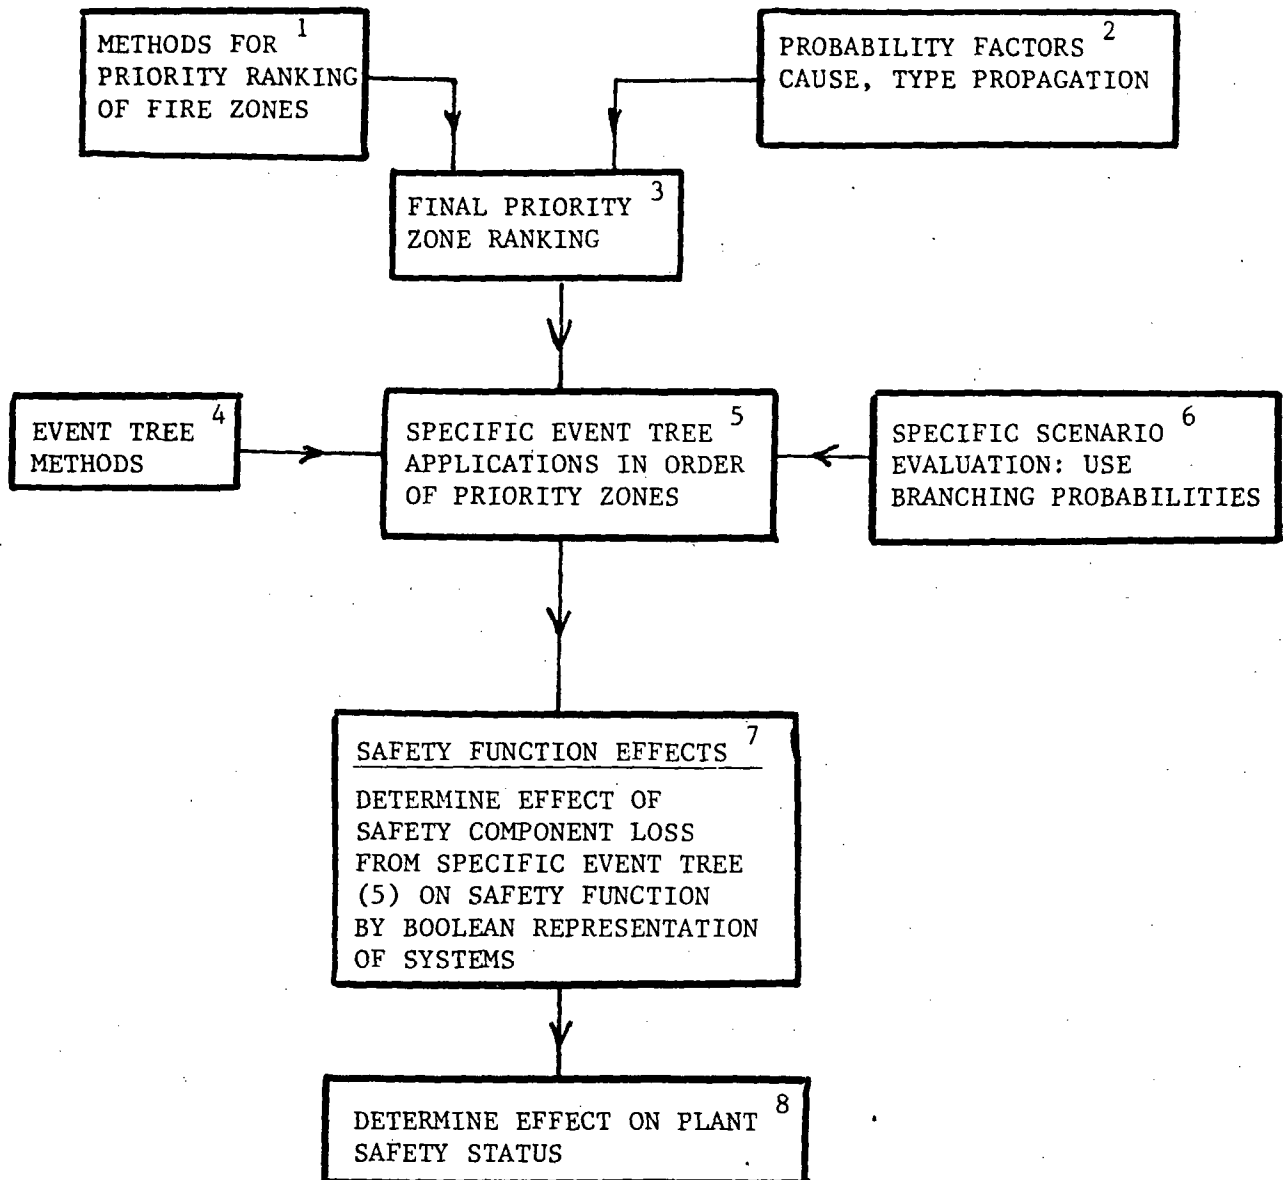 METHODS FOR 1
PRIORITY RANKING
OF FIRE ZONES
PROBABILITY FACTORS 2
CAUSE, TYPE PROPAGATION
FINAL PRIORITY 3
ZONE RANKING
EVENT TREE 4
METHODS
SPECIFIC EVENT TREE 5
APPLICATIONS IN ORDER
OF PRIORITY ZONES
SPECIFIC SCENARIO 6
EVALUATION: USE
BRANCHING PROBABILITIES
SAFETY FUNCTION EFFECTS 7
DETERMINE EFFECT OF
SAFETY COMPONENT LOSS
FROM SPECIFIC EVENT TREE
(5) ON SAFETY FUNCTION
BY BOOLEAN REPRESENTATION
OF SYSTEMS
DETERMINE EFFECT ON PLANT 8
SAFETY STATUS